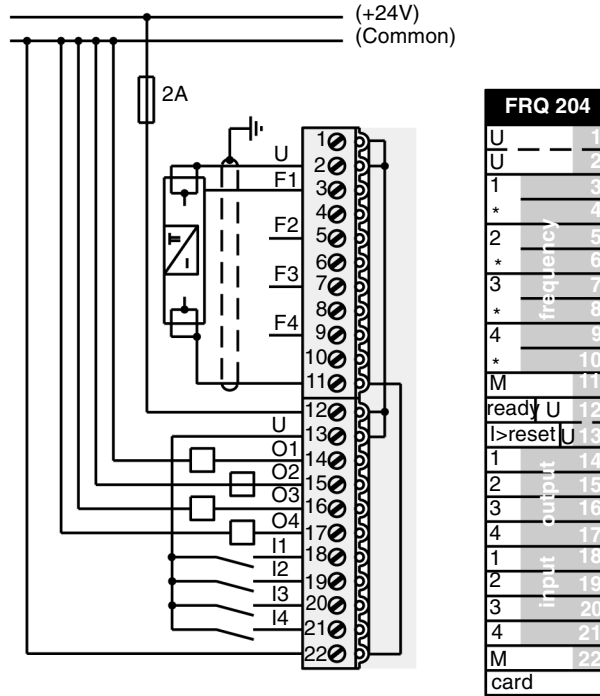 (+24V)
(Common)
2A
U
F1
F2
F3
F4
1
2
3
4
5
6
7
8
9
10
11
12
U
13
O1
14
O2
15
O3
16
O4
17
I1
18
I2
19
I3
20
I4
21
22
FRQ 204
U 1
U 2
1 3
* 4
2 5
* 6
3 7
* 8
4 9
* 10
frequency
M 11
ready U 12
I>reset U 13
1 14
2 15
3 16
4 17
output
1 18
2 19
3 20
4 21
input
M 22
card